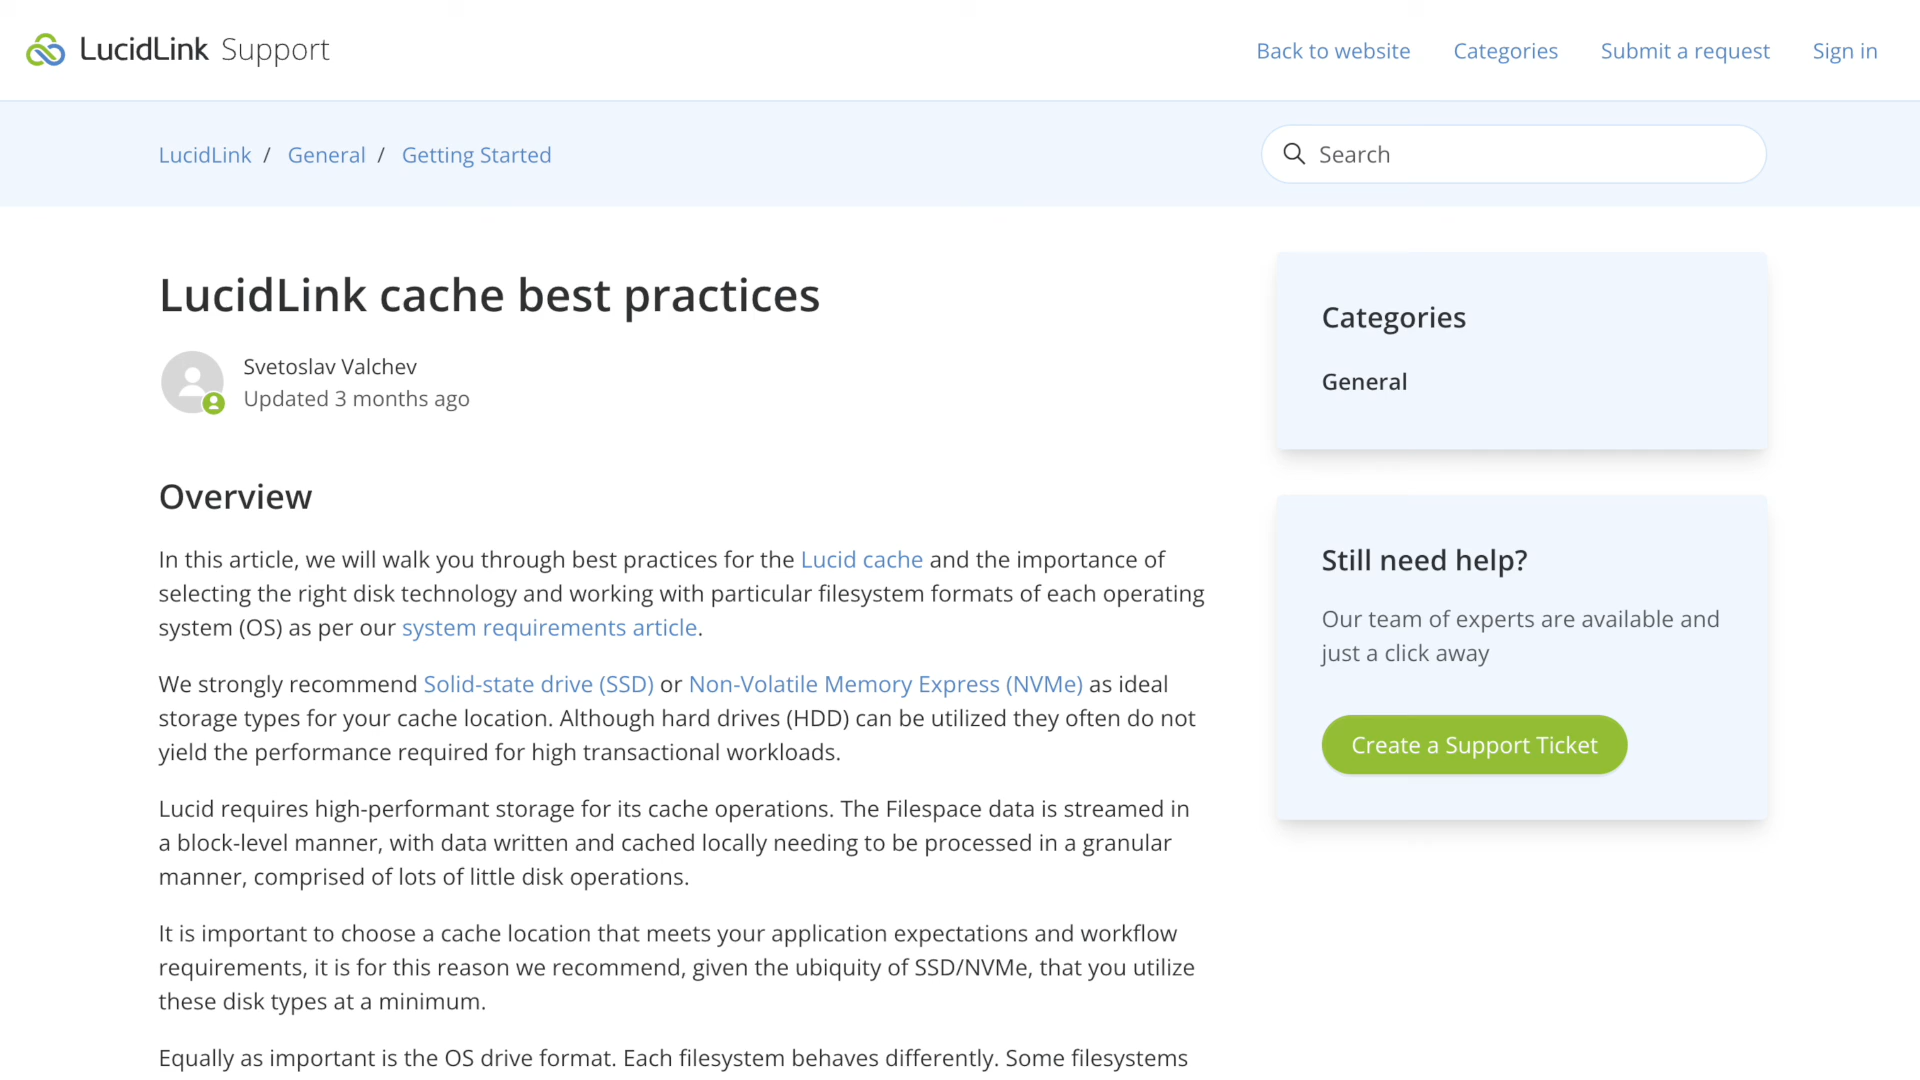 LucidLink Support
Back to website Categories Submit a request Sign in
LucidLink / General / Getting Started
Search
LucidLink cache best practices
Svetoslav Valchev
Updated 3 months ago
Overview
In this article, we will walk you through best practices for the Lucid cache and the importance of
selecting the right disk technology and working with particular filesystem formats of each operating
system (OS) as per our system requirements article.
We strongly recommend Solid-state drive (SSD) or Non-Volatile Memory Express (NVMe) as ideal
storage types for your cache location. Although hard drives (HDD) can be utilized they often do not
yield the performance required for high transactional workloads.
Lucid requires high-performant storage for its cache operations. The Filespace data is streamed in
a block-level manner, with data written and cached locally needing to be processed in a granular
manner, comprised of lots of little disk operations.
It is important to choose a cache location that meets your application expectations and workflow
requirements, it is for this reason we recommend, given the ubiquity of SSD/NVMe, that you utilize
these disk types at a minimum.
Equally as important is the OS drive format. Each filesystem behaves differently. Some filesystems
Categories
General
Still need help?
Our team of experts are available and
just a click away
Create a Support Ticket